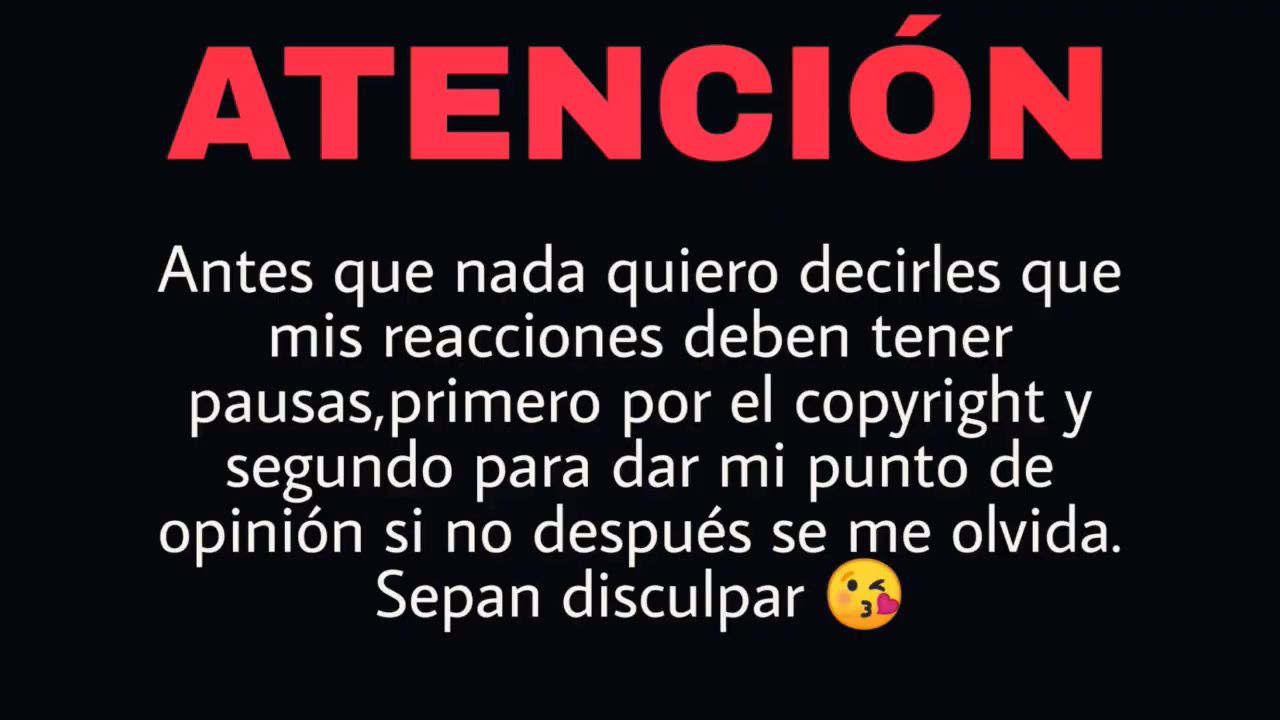 ATENCIÓN
Antes que nada quiero decirles que
mis reacciones deben tener
pausas,primero por el copyright y
segundo para dar mi punto de
opinión si no después se me olvida.
Sepan disculpar 😘